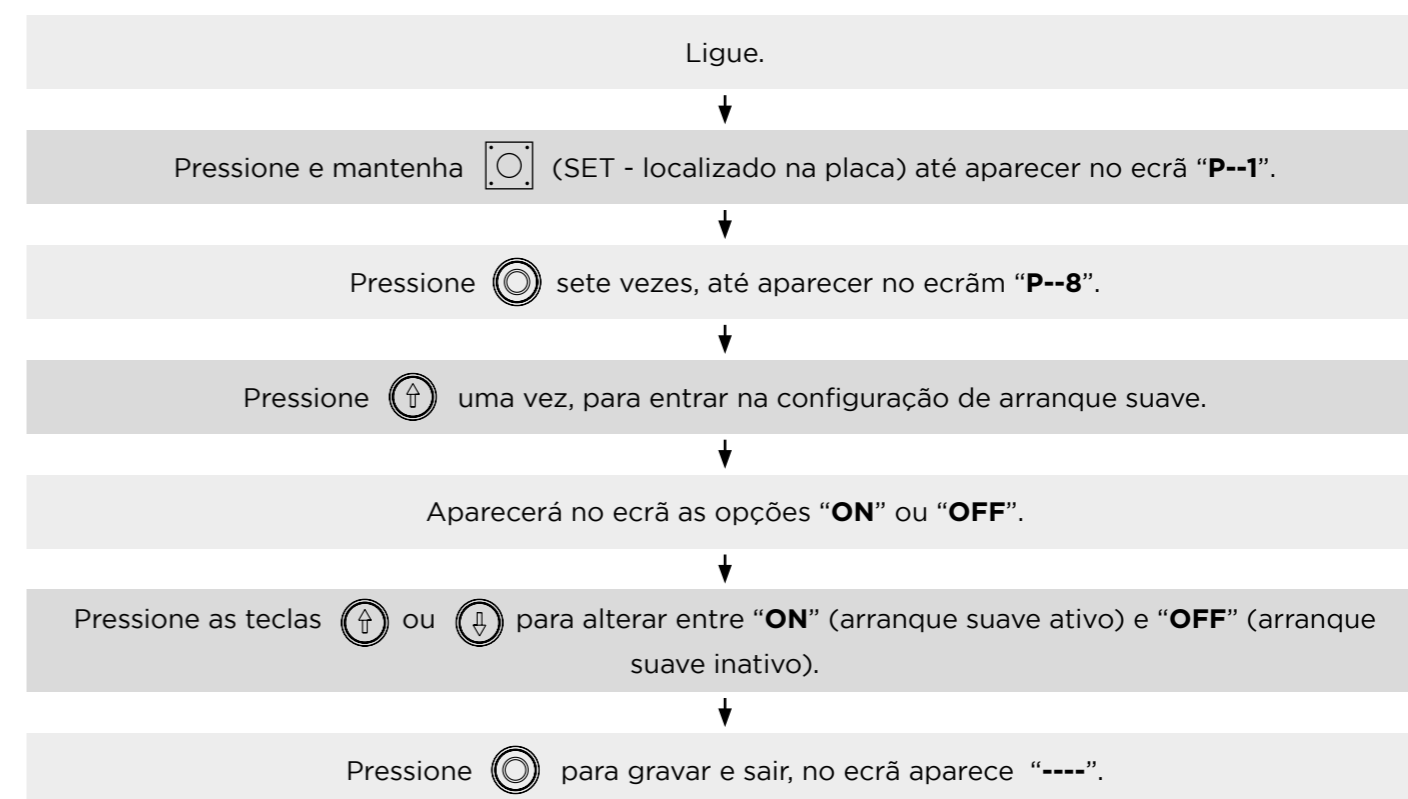 Ligue.
Pressione e mantenha (SET - localizado na placa) até aparecer no ecrã “P--1”.
Pressione sete vezes, até aparecer no ecrãm “P--8”.
Pressione uma vez, para entrar na configuração de arranque suave.
Aparecerá no ecrã as opções “ON” ou “OFF”.
Pressione as teclas ou para alterar entre “ON” (arranque suave ativo) e “OFF” (arranque
suave inativo).
Pressione para gravar e sair, no ecrã aparece “----”.